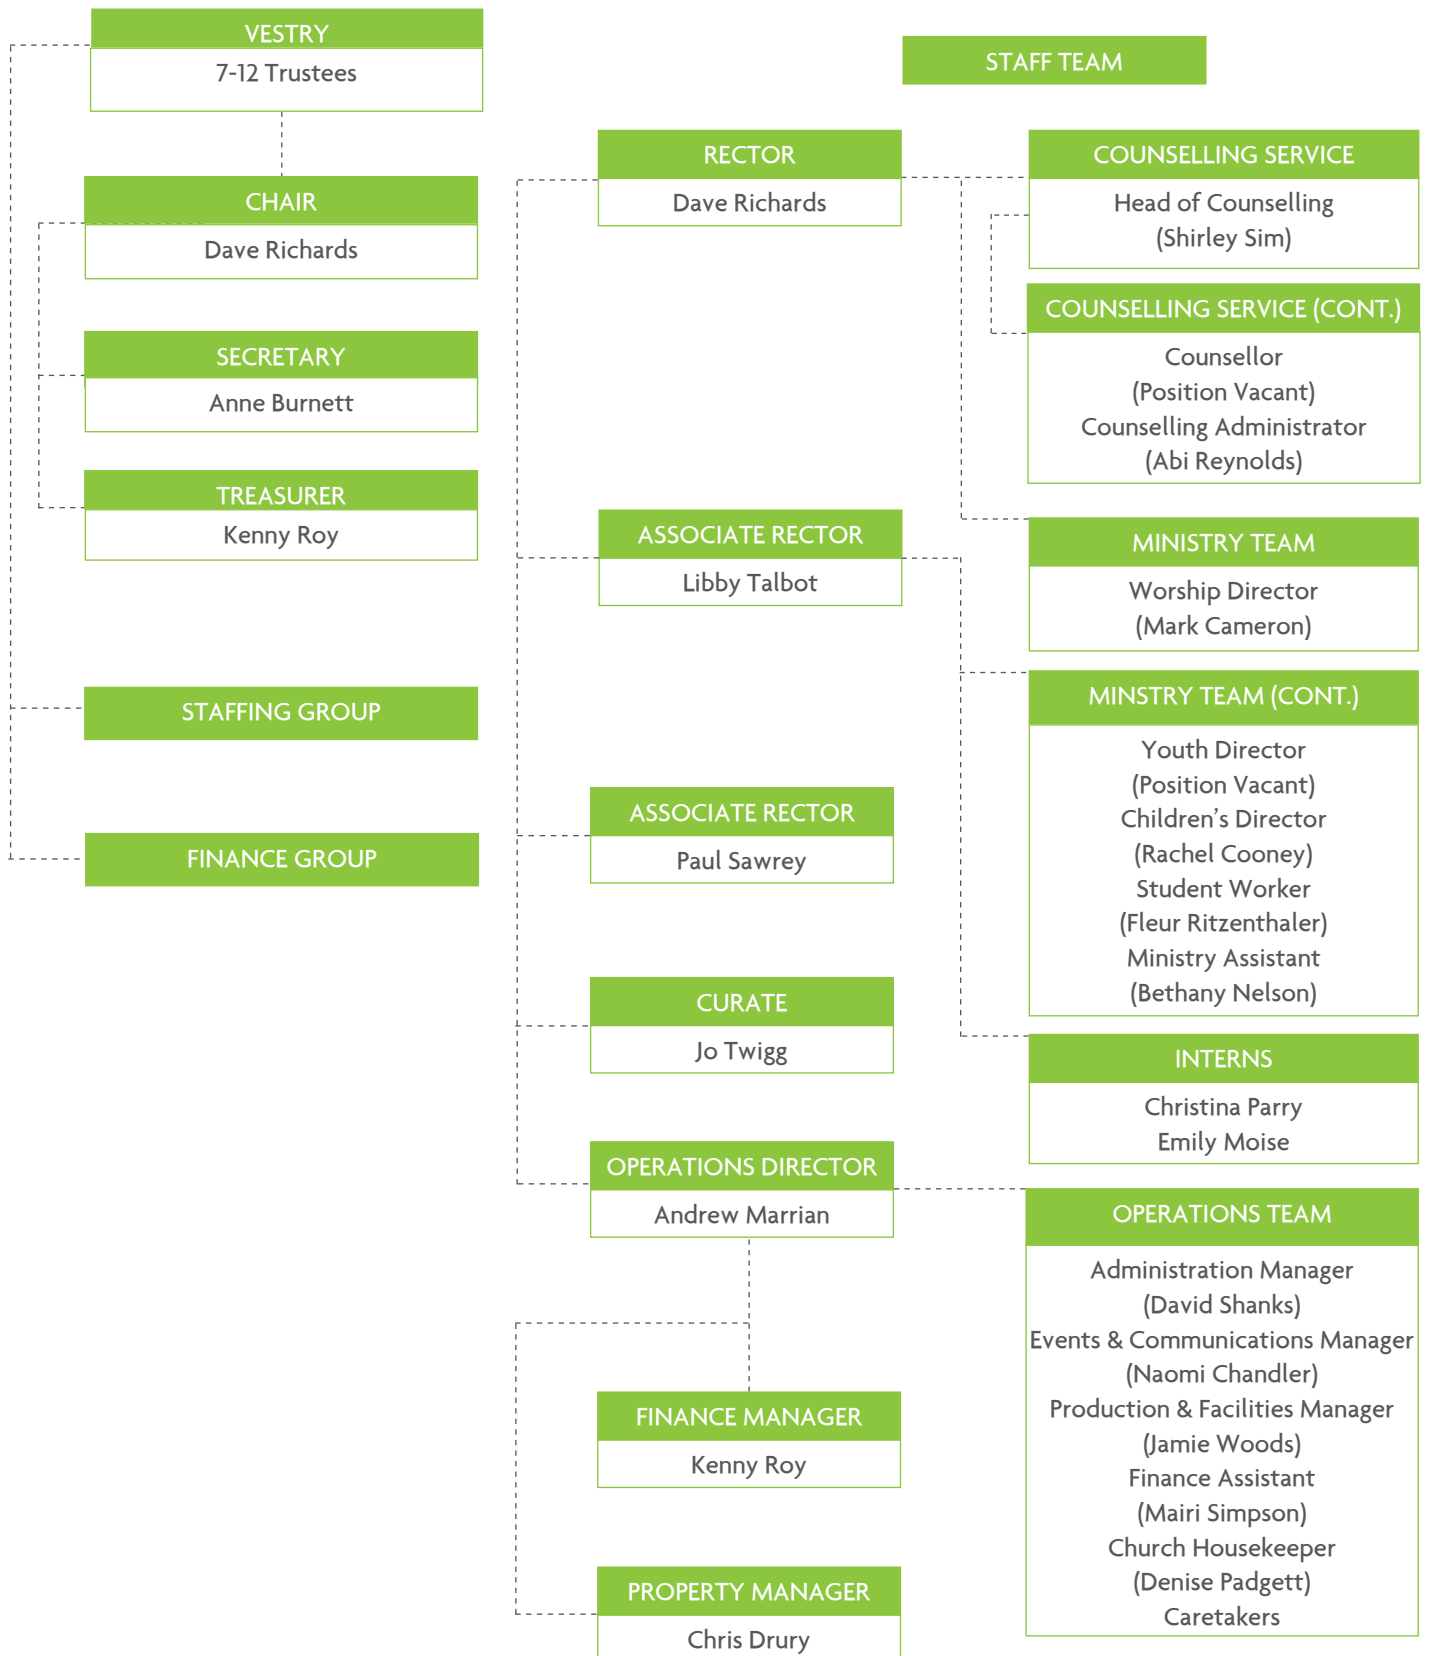 VESTRY
7-12 Trustees
CHAIR
Dave Richards
SECRETARY
Anne Burnett
TREASURER
Kenny Roy
STAFFING GROUP
FINANCE GROUP
STAFF TEAM
RECTOR
Dave Richards
ASSOCIATE RECTOR
Libby Talbot
ASSOCIATE RECTOR
Paul Sawrey
CURATE
Jo Twigg
OPERATIONS DIRECTOR
Andrew Marrian
FINANCE MANAGER
Kenny Roy
PROPERTY MANAGER
Chris Drury
COUNSELLING SERVICE
Head of Counselling
(Shirley Sim)
COUNSELLING SERVICE (CONT.)
Counsellor
(Position Vacant)
Counselling Administrator
(Abi Reynolds)
MINISTRY TEAM
Worship Director
(Mark Cameron)
MINSTRY TEAM (CONT.)
Youth Director
(Position Vacant)
Children’s Director
(Rachel Cooney)
Student Worker
(Fleur Ritzenthaler)
Ministry Assistant
(Bethany Nelson)
INTERNS
Christina Parry
Emily Moise
OPERATIONS TEAM
Administration Manager
(David Shanks)
Events & Communications Manager
(Naomi Chandler)
Production & Facilities Manager
(Jamie Woods)
Finance Assistant
(Mairi Simpson)
Church Housekeeper
(Denise Padgett)
Caretakers